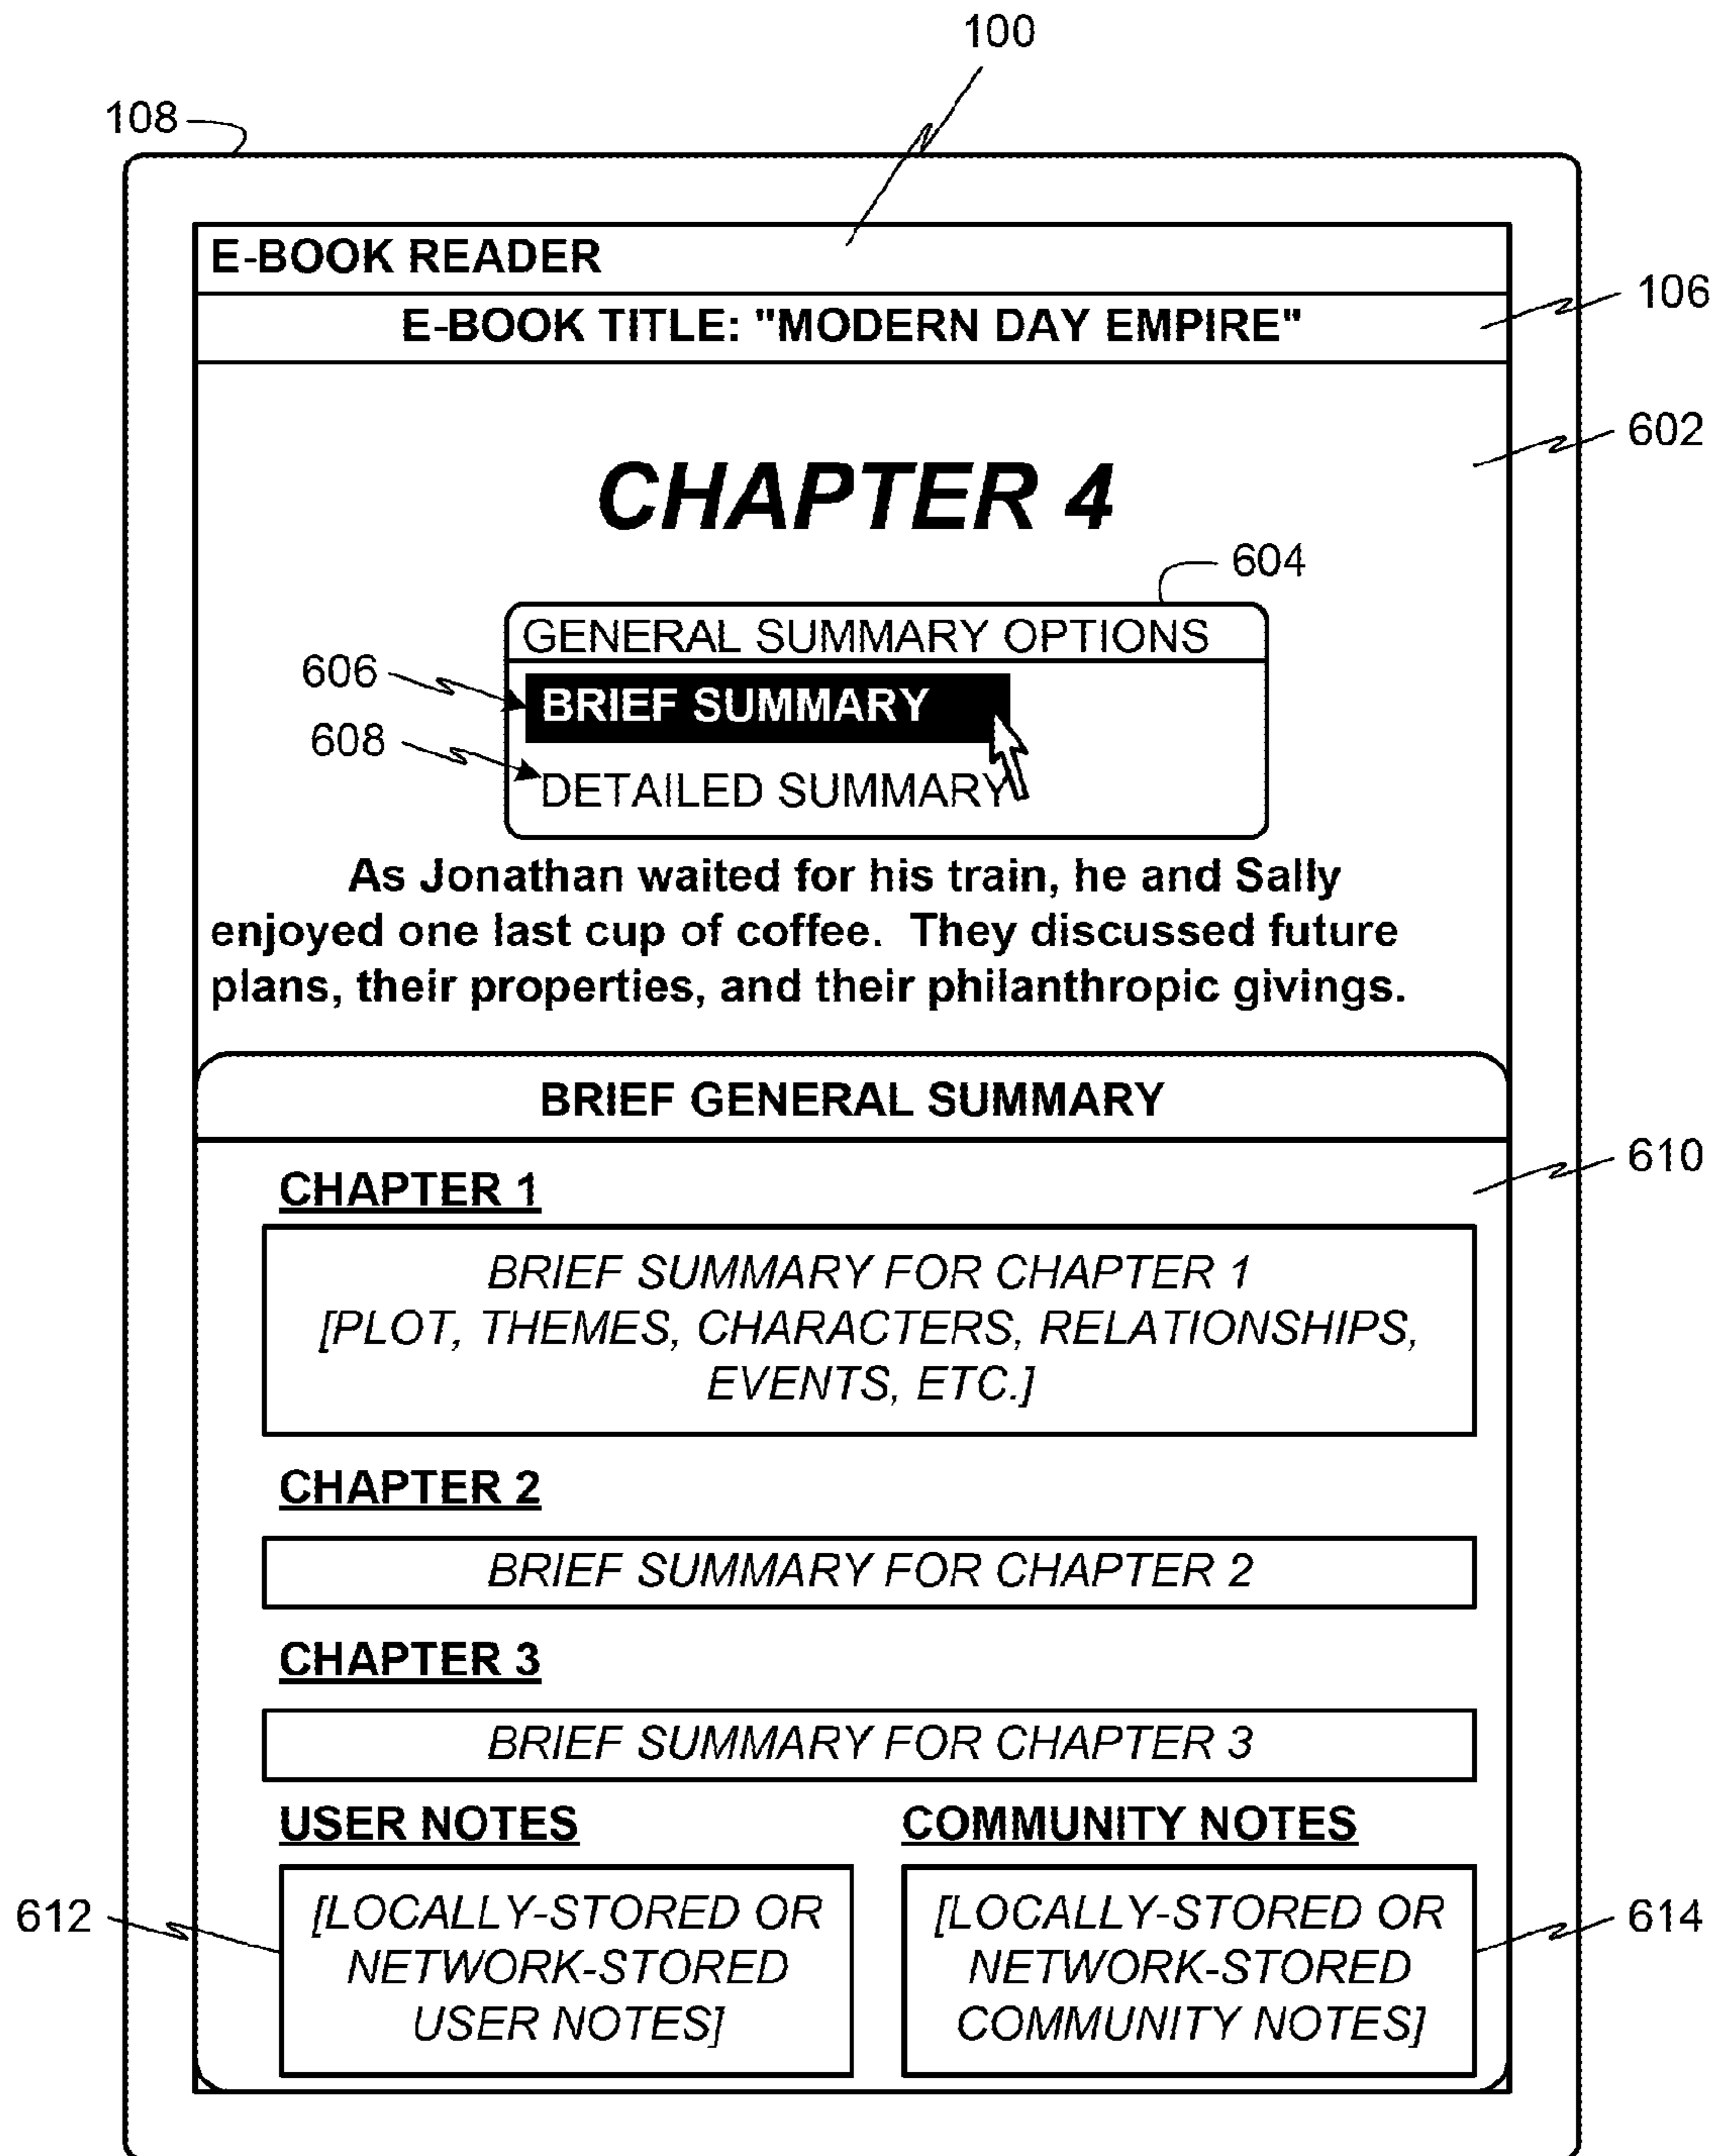 100
108
E-BOOK READER
106
E-BOOK TITLE: "MODERN DAY EMPIRE"
602
CHAPTER 4
604
GENERAL SUMMARY OPTIONS
606
BRIEF SUMMARY
608
DETAILED SUMMARY
As Jonathan waited for his train, he and Sally
enjoyed one last cup of coffee.  They discussed future
plans, their properties, and their philanthropic givings.
BRIEF GENERAL SUMMARY
610
CHAPTER 1
BRIEF SUMMARY FOR CHAPTER 1
[PLOT, THEMES, CHARACTERS, RELATIONSHIPS,
EVENTS, ETC.]
CHAPTER 2
BRIEF SUMMARY FOR CHAPTER 2
CHAPTER 3
BRIEF SUMMARY FOR CHAPTER 3
USER NOTES
[LOCALLY-STORED OR
NETWORK-STORED
USER NOTES]
612
COMMUNITY NOTES
[LOCALLY-STORED OR
NETWORK-STORED
COMMUNITY NOTES]
614